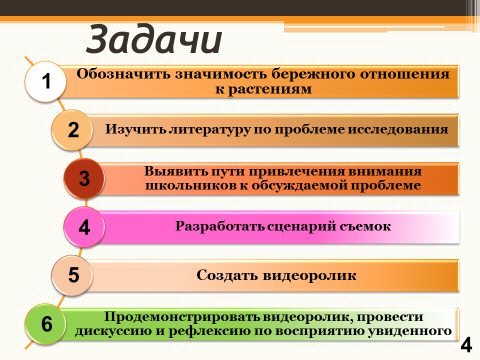 Задачи
1
Обозначить значимость бережного отношения
к растениям
2
Изучить литературу по проблеме исследования
3
Выявить пути привлечения внимания
школьников к обсуждаемой проблеме
4
Разработать сценарий съемок
5
Создать видеоролик
6
Продемонстрировать видеоролик, провести
дискуссию и рефлексию по восприятию увиденного
4